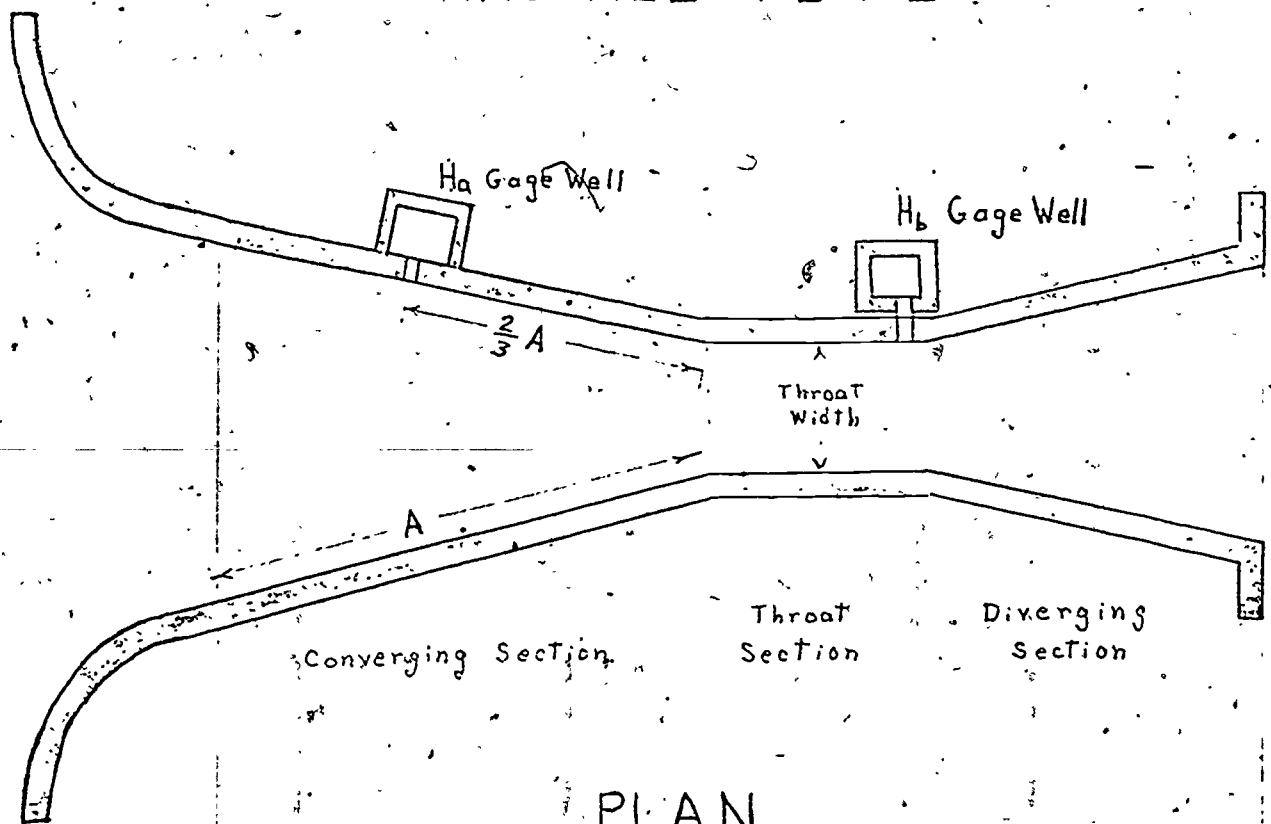 Ha Gage Well
Hb Gage Well
2/3 A
Throat
Width
A
Converging Section
Throat
Section
Diverging
Section
PLAN